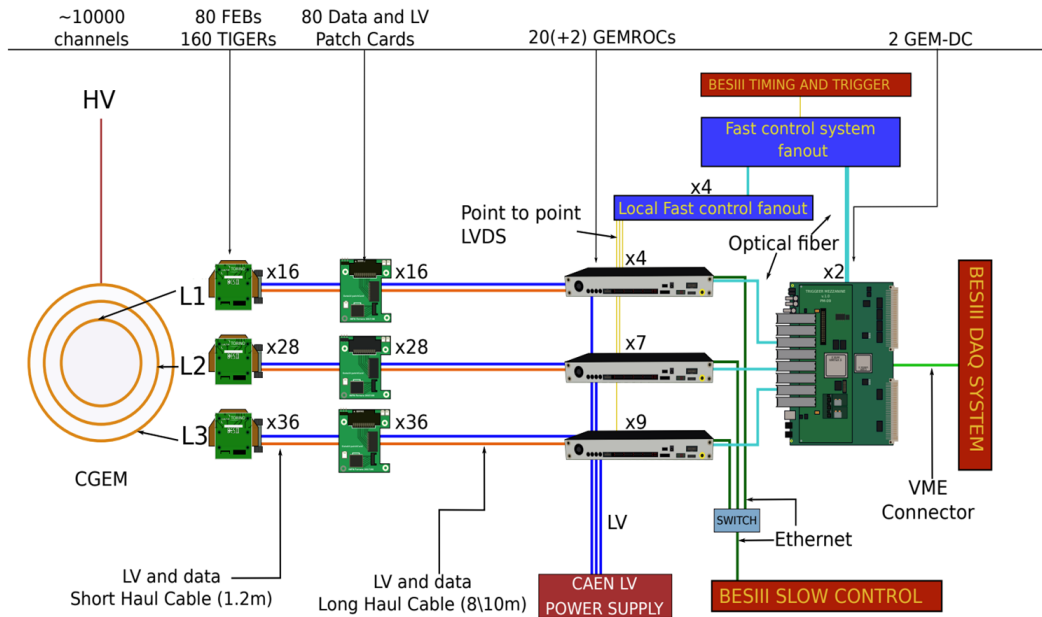 ~10000
channels
80 FEBs
160 TIGERs
80 Data and LV
Patch Cards
20(+2) GEMROCs
2 GEM-DC
BESIII TIMING AND TRIGGER
HV
Fast control system
fanout
x4
Local Fast control fanout
Point to point
LVDS
Optical fiber
L1
x16
x16
x4
x2
L2
x28
x28
x7
L3
x36
x36
x9
BESIII DAQ SYSTEM
CGEM
VME
Connector
LV
SWITCH
Ethernet
LV and data
Short Haul Cable (1.2m)
LV and data
Long Haul Cable (8\10m)
CAEN LV
POWER SUPPLY
BESIII SLOW CONTROL